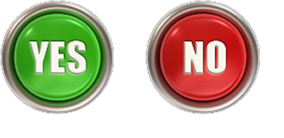 YES NO